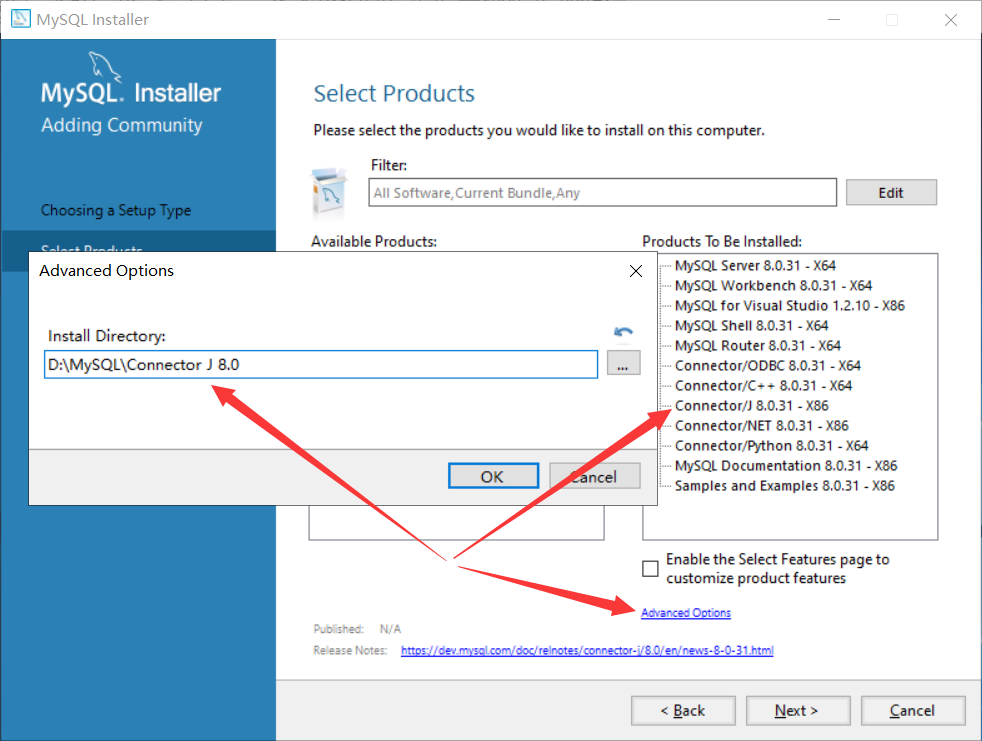 MySQL Installer
MySQL. Installer
Adding Community
Choosing a Setup Type
Select Products
Select Products
Please select the products you would like to install on this computer.
Filter:
All Software,Current Bundle,Any
Edit
Available Products:
Products To Be Installed:
MySQL Server 8.0.31 - X64
MySQL Workbench 8.0.31 - X64
MySQL for Visual Studio 1.2.10 - X86
MySQL Shell 8.0.31 - X64
MySQL Router 8.0.31 - X64
Connector/ODBC 8.0.31 - X64
Connector/C++ 8.0.31 - X64
Connector/J 8.0.31 - X86
Connector/NET 8.0.31 - X86
Connector/Python 8.0.31 - X64
MySQL Documentation 8.0.31 - X86
Samples and Examples 8.0.31 - X86
Advanced Options
Install Directory:
D:\MySQL\Connector J 8.0
...
OK
Cancel
Enable the Select Features page to
customize product features
Advanced Options
Published: N/A
Release Notes: https://dev.mysql.com/doc/relnotes/connector-j/8.0/en/news-8-0-31.html
< Back
Next >
Cancel